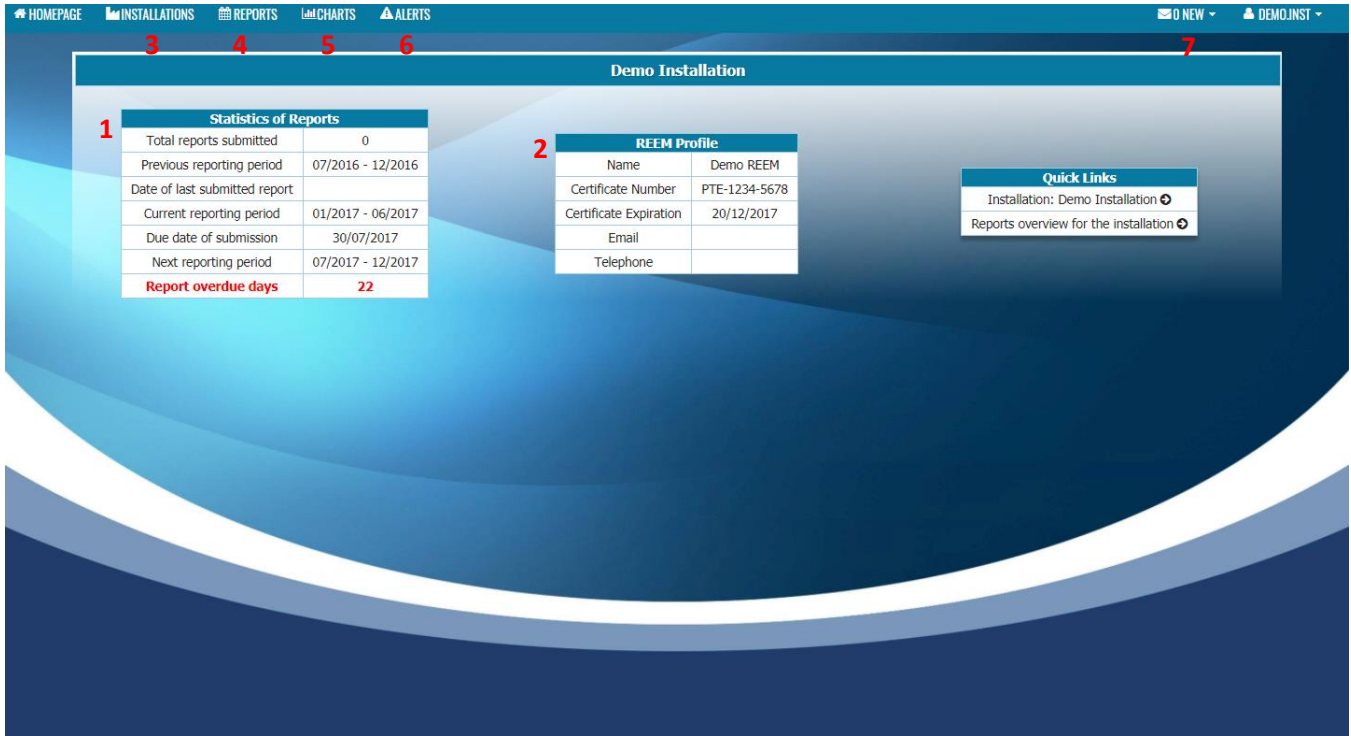 HOMEPAGE INSTALLATIONS REPORTS CHARTS ALERTS 0 NEW DEMO.INST
3 4 5 6 7
Demo Installation
1
Statistics of Reports
Total reports submitted 0
Previous reporting period 07/2016 - 12/2016
Date of last submitted report
Current reporting period 01/2017 - 06/2017
Due date of submission 30/07/2017
Next reporting period 07/2017 - 12/2017
Report overdue days 22
2
REEM Profile
Name Demo REEM
Certificate Number PTE-1234-5678
Certificate Expiration 20/12/2017
Email
Telephone
Quick Links
Installation: Demo Installation
Reports overview for the installation